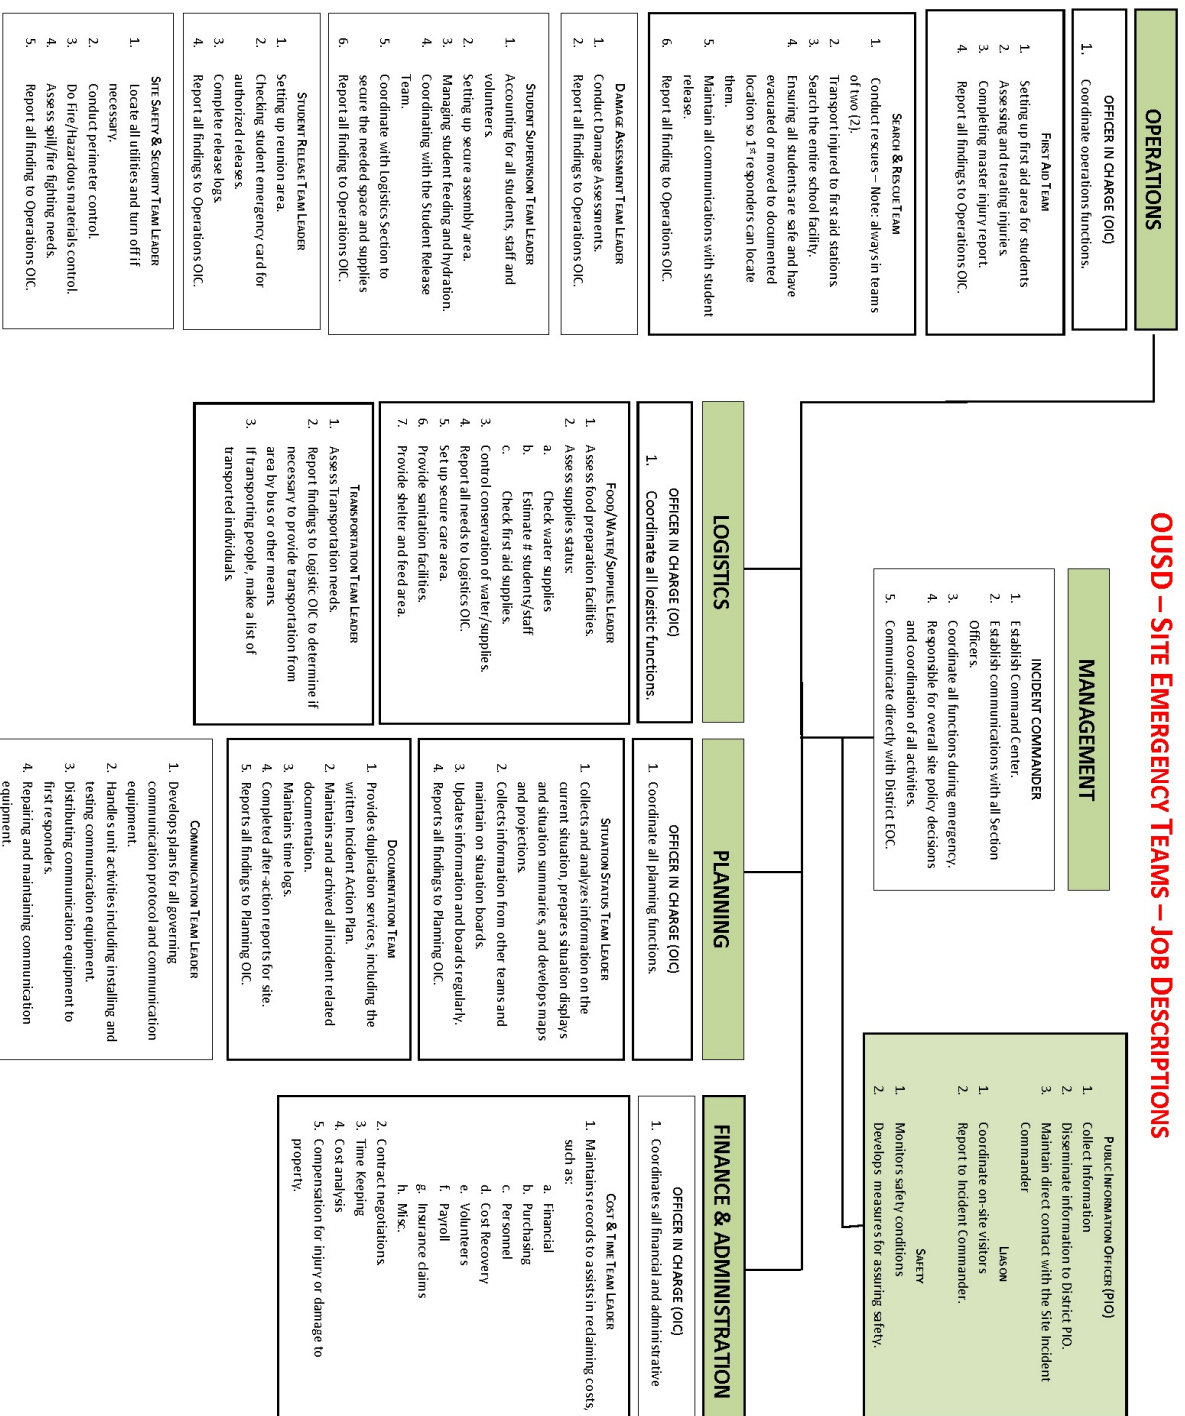 OUSD – SITE EMERGENCY TEAMS – JOB DESCRIPTIONS
MANAGEMENT
INCIDENT COMMANDER
1. Establish Command Center.
2. Establish communications with all Section
Officers.
3. Coordinate all functions during emergency.
4. Responsible for overall site policy decisions
and coordination of all activities.
5. Communicate directly with District EOC.
PUBLIC INFORMATION OFFICER (PIO)
1. Collect Information
2. Disseminate information to District PIO.
3. Maintain direct contact with the Site Incident
Commander
LIASON
1. Coordinate on-site visitors
2. Report to Incident Commander.
SAFETY
1. Monitors safety conditions
2. Develops measures for assuring safety.
OPERATIONS
OFFICER IN CHARGE (OIC)
1. Coordinate operations functions.
FIRST AID TEAM
1. Setting up first aid area for students
2. Assessing and treating injuries.
3. Completing master injury report.
4. Report all findings to Operations OIC.
SEARCH & RESCUE TEAM
1. Conduct rescues – Note: always in teams
of two (2).
2. Transport injured to first aid stations.
3. Search the entire school facility.
4. Ensuring all students are safe and have
evacuated or moved to documented
location so 1st responders can locate
them.
5. Maintain all communications with student
release.
6. Report all finding to Operations OIC.
DAMAGE ASSESSMENT TEAM LEADER
1. Conduct Damage Assessments.
2. Report all findings to Operations OIC.
STUDENT SUPERVISION TEAM LEADER
1. Accounting for all students, staff and
volunteers.
2. Setting up secure assembly area.
3. Managing student feeding and hydration.
4. Coordinating with the Student Release
Team.
5. Coordinate with Logistics Section to
secure the needed space and supplies
6. Report all finding to Operations OIC.
STUDENT RELEASE TEAM LEADER
1. Setting up reunion area.
2. Checking student emergency card for
authorized releases.
3. Complete release logs.
4. Report all findings to Operations OIC.
SITE SAFETY & SECURITY TEAM LEADER
1. Locate all utilities and turn off if
necessary.
2. Conduct perimeter control.
3. Do Fire/Hazardous materials control.
4. Assess spill/fire fighting needs.
5. Report all finding to Operations OIC.
LOGISTICS
OFFICER IN CHARGE (OIC)
1. Coordinate all logistic functions.
FOOD/WATER/SUPPLIES LEADER
1. Assess food preparation facilities.
2. Assess supplies status:
a. Check water supplies
b. Estimate # students/staff
c. Check first aid supplies.
3. Control conservation of water/supplies.
4. Report all needs to Logistics OIC.
5. Set up secure care area.
6. Provide sanitation facilities.
7. Provide shelter and feed area.
TRANSPORTATION TEAM LEADER
1. Assess Transportation needs.
2. Report findings to Logistic OIC to determine if
necessary to provide transportation from
area by bus or other means.
3. If transporting people, make a list of
transported individuals.
PLANNING
OFFICER IN CHARGE (OIC)
1. Coordinate all planning functions.
SITUATION STATUS TEAM LEADER
1. Collects and analyzes information on the
current situation, prepares situation displays
and situation summaries, and develops maps
and projections.
2. Collects information from other teams and
maintain on situation boards.
3. Updates information and boards regularly.
4. Reports all findings to Planning OIC.
DOCUMENTATION TEAM
1. Provides duplication services, including the
written Incident Action Plan.
2. Maintains and archived all incident related
documentation.
3. Maintains time logs.
4. Completed after-action reports for site.
5. Reports all findings to Planning OIC.
COMMUNICATION TEAM LEADER
1. Develops plans for all governing
communication protocol and communication
equipment.
2. Handles unit activities including installing and
testing communication equipment.
3. Distributing communication equipment to
first responders.
4. Repairing and maintaining communication
equipment.
FINANCE & ADMINISTRATION
OFFICER IN CHARGE (OIC)
1. Coordinates all financial and administrative
COST & TIME TEAM LEADER
1. Maintains records to assists in reclaiming costs,
such as:
a. Financial
b. Purchasing
c. Personnel
d. Cost Recovery
e. Volunteers
f. Payroll
g. Insurance claims
h. Misc.
2. Contract negotiations.
3. Time Keeping
4. Cost analysis
5. Compensation for injury or damage to
property.